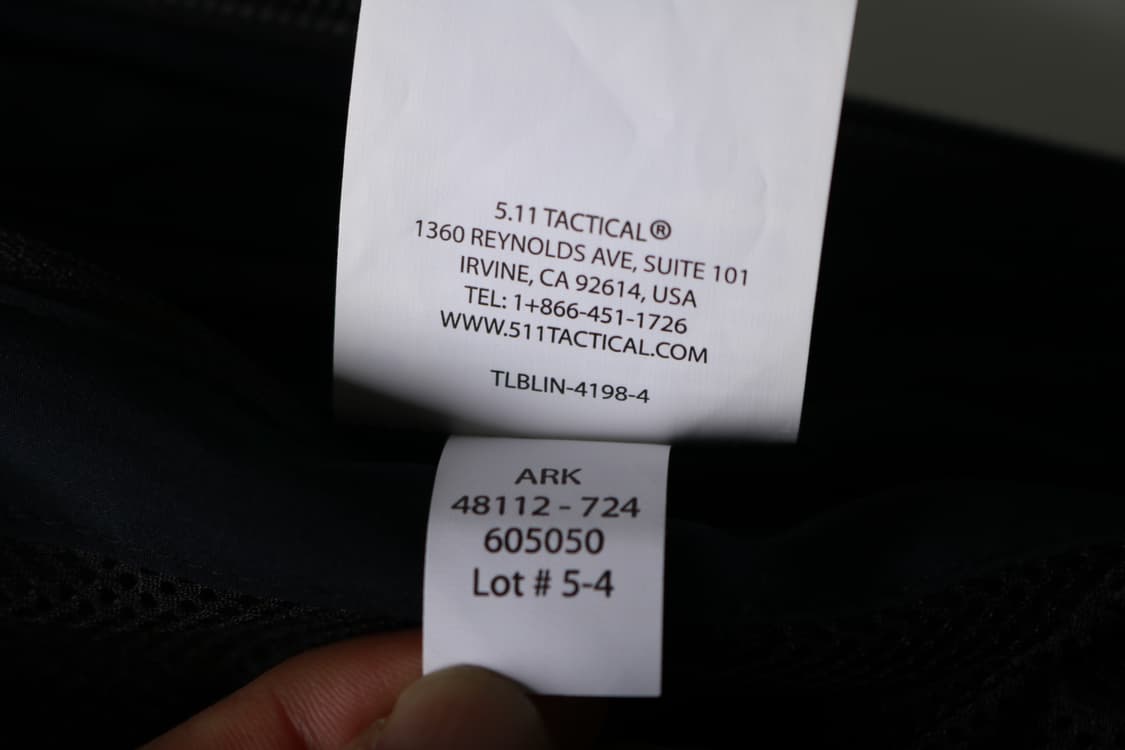 5.11 TACTICAL®
1360 REYNOLDS AVE, SUITE 101
IRVINE, CA 92614, USA
TEL: 1+866-451-1726
WWW.511TACTICAL.COM
TLBLIN-4198-4
ARK
48112 - 724
605050
Lot # 5-4